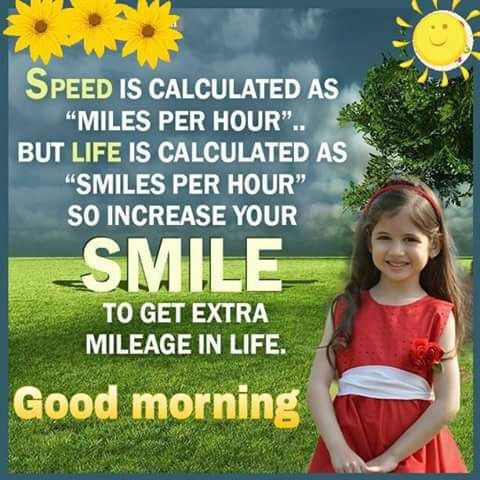 SPEED IS CALCULATED AS
“MILES PER HOUR”..
BUT LIFE IS CALCULATED AS
“SMILES PER HOUR”
SO INCREASE YOUR
SMILE
TO GET EXTRA
MILEAGE IN LIFE.
Good morning